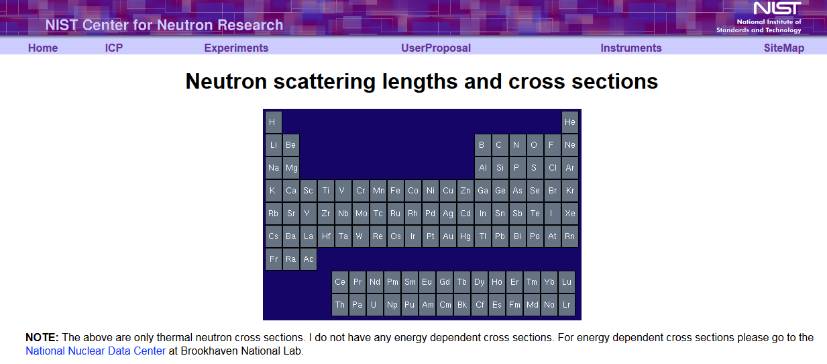 NIST Center for Neutron Research
NIST
National Institute of
Standards and Technology
Home ICP Experiments UserProposal Instruments SiteMap
Neutron scattering lengths and cross sections
H He
Li Be B C N O F Ne
Na Mg Al Si P S Cl Ar
K Ca Sc Ti V Cr Mn Fe Co Ni Cu Zn Ga Ge As Se Br Kr
Rb Sr Y Zr Nb Mo Tc Ru Rh Pd Ag Cd In Sn Sb Te I Xe
Cs Ba La Hf Ta W Re Os Ir Pt Au Hg Tl Pb Bi Po At Rn
Fr Ra Ac
Ce Pr Nd Pm Sm Eu Gd Tb Dy Ho Er Tm Yb Lu
Th Pa U Np Pu Am Cm Bk Cf Es Fm Md No Lr
NOTE: The above are only thermal neutron cross sections. I do not have any energy dependent cross sections. For energy dependent cross sections please go to the
National Nuclear Data Center at Brookhaven National Lab.